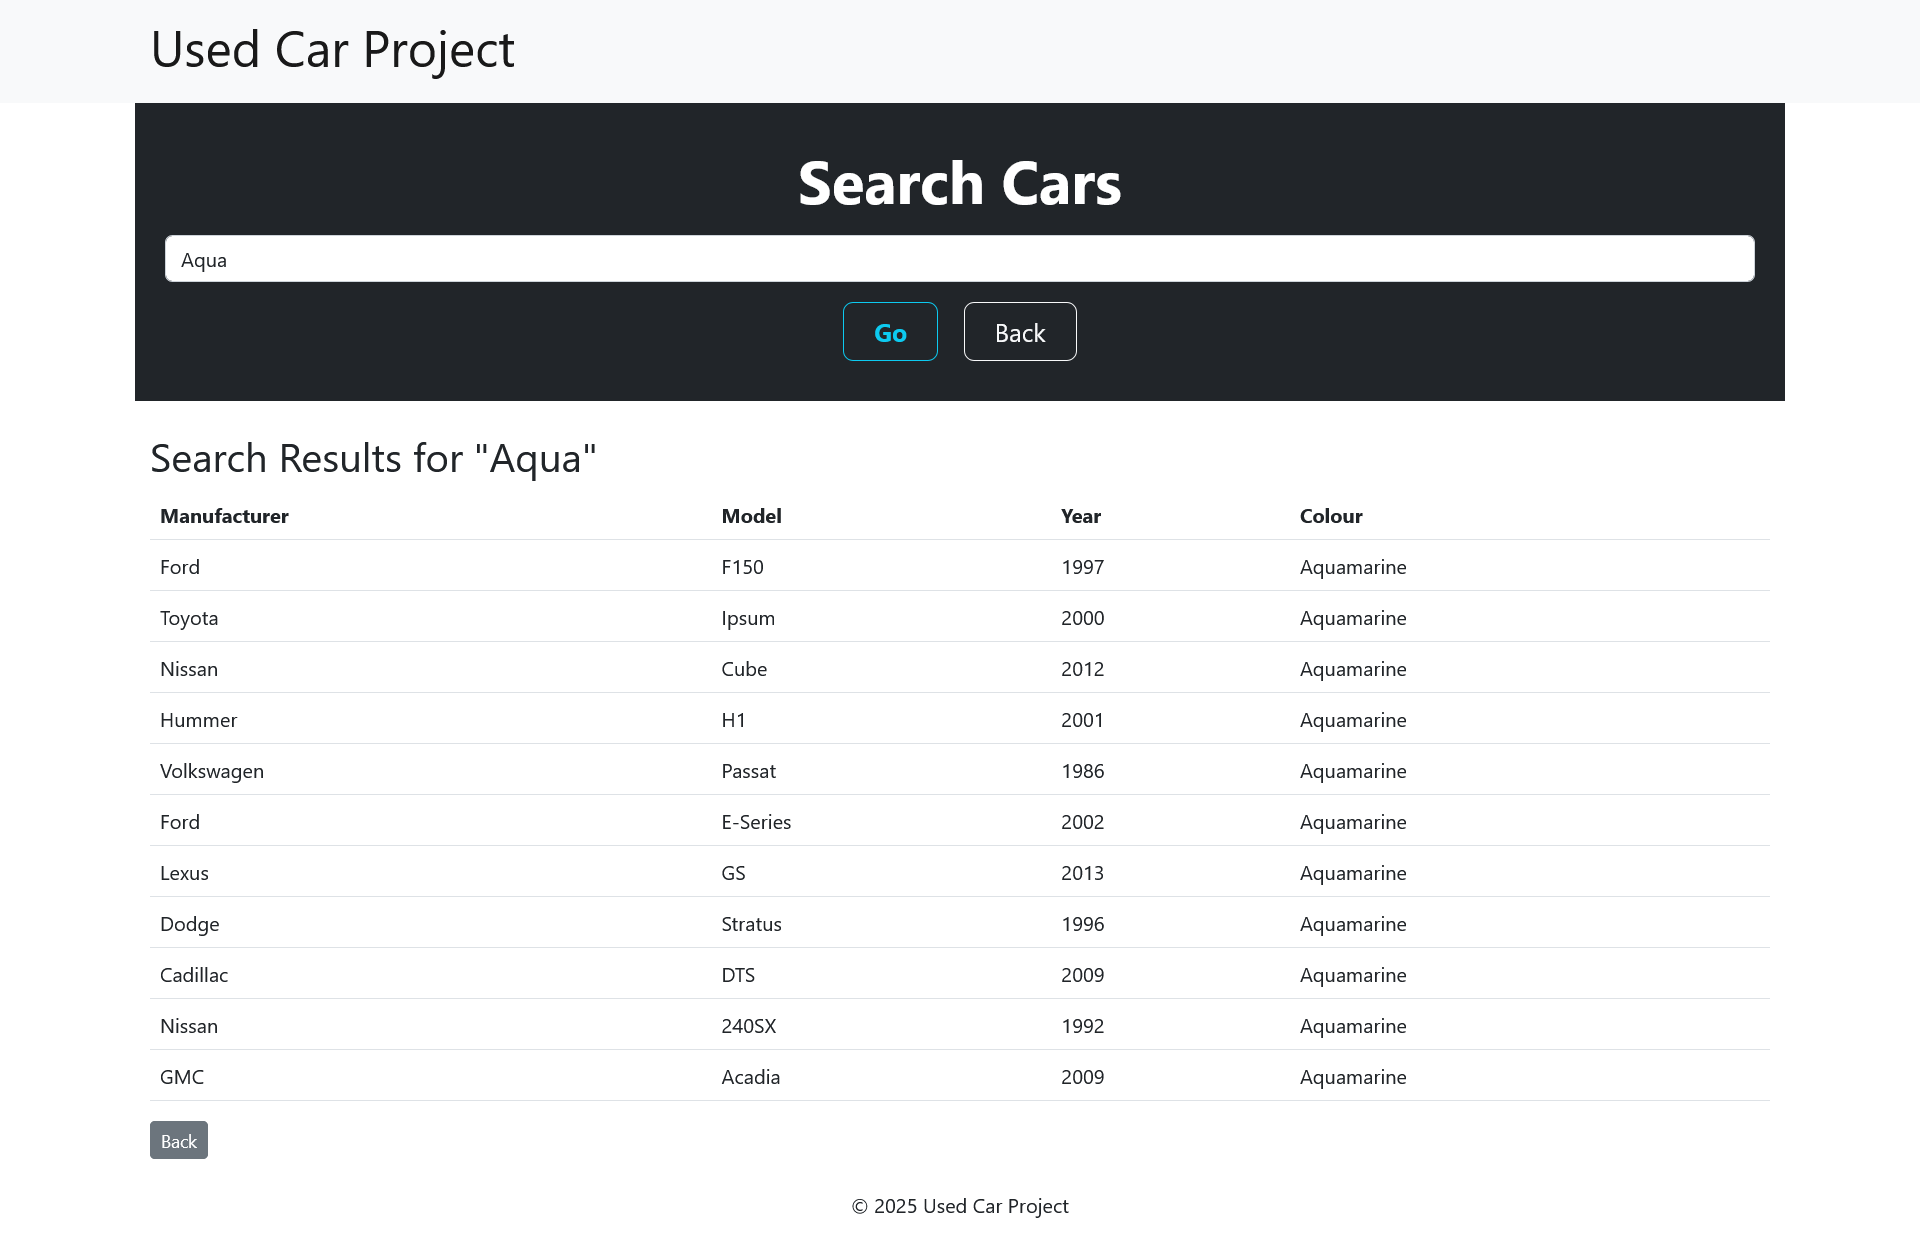 Used Car Project
Search Cars
Aqua
Go Back
Search Results for "Aqua"
Manufacturer Model Year Colour
Ford F150 1997 Aquamarine
Toyota Ipsum 2000 Aquamarine
Nissan Cube 2012 Aquamarine
Hummer H1 2001 Aquamarine
Volkswagen Passat 1986 Aquamarine
Ford E-Series 2002 Aquamarine
Lexus GS 2013 Aquamarine
Dodge Stratus 1996 Aquamarine
Cadillac DTS 2009 Aquamarine
Nissan 240SX 1992 Aquamarine
GMC Acadia 2009 Aquamarine
Back
© 2025 Used Car Project